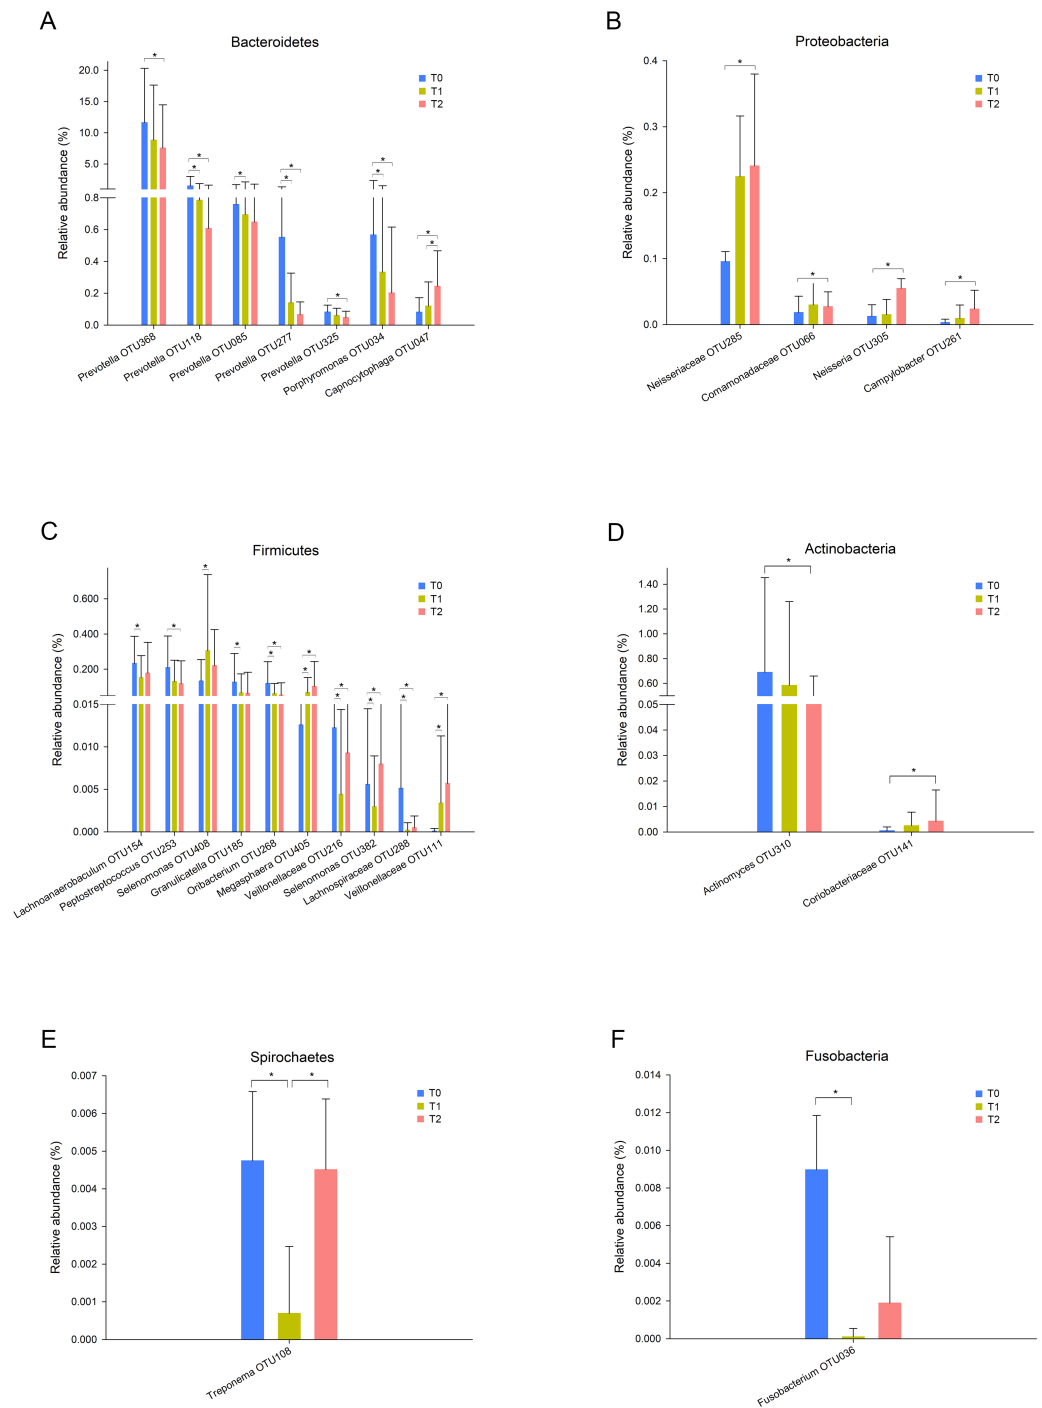 A
Bacteroidetes
Relative abundance (%)
20.0
15.0
10.0
5.0
0.8
0.6
0.4
0.2
0.0
T0
T1
T2
* * * * * * * * * * * *
Prevotella OTU368
Prevotella OTU118
Prevotella OTU085
Prevotella OTU277
Prevotella OTU325
Porphyromonas OTU034
Capnocytophaga OTU047
B
Proteobacteria
Relative abundance (%)
0.4
0.3
0.2
0.1
0.0
T0
T1
T2
* * * *
Neisseriaceae OTU285
Comamonadaceae OTU066
Neisseria OTU305
Campylobacter OTU261
C
Firmicutes
Relative abundance (%)
0.600
0.400
0.200
0.015
0.010
0.005
0.000
T0
T1
T2
* * * * * * * * * * * * * * * *
Lachnoanaerobaculum OTU154
Peptostreptococcus OTU253
Selenomonas OTU408
Granulicatella OTU185
Oribacterium OTU268
Megasphaera OTU405
Veillonellaceae OTU216
Selenomonas OTU382
Lachnospiraceae OTU288
Veillonellaceae OTU111
D
Actinobacteria
Relative abundance (%)
1.40
1.20
1.00
0.80
0.60
0.05
0.04
0.03
0.02
0.01
0.00
T0
T1
T2
* *
Actinomyces OTU310
Coriobacteriaceae OTU141
E
Spirochaetes
Relative abundance (%)
0.007
0.006
0.005
0.004
0.003
0.002
0.001
0.000
T0
T1
T2
* *
Treponema OTU108
F
Fusobacteria
Relative abundance (%)
0.014
0.012
0.010
0.008
0.006
0.004
0.002
0.000
T0
T1
T2
*
Fusobacterium OTU036